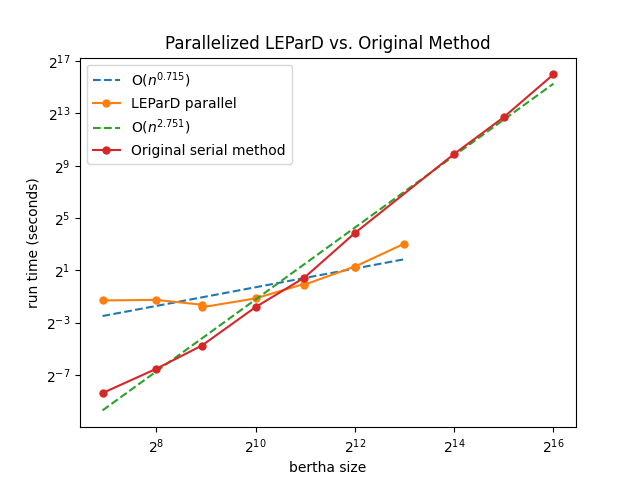 Parallelized LEParD vs. Original Method
O(n^0.715)
LEParD parallel
O(n^2.751)
Original serial method
2^17
2^13
2^9
2^5
2^1
2^−3
2^−7
run time (seconds)
2^8 2^10 2^12 2^14 2^16
bertha size